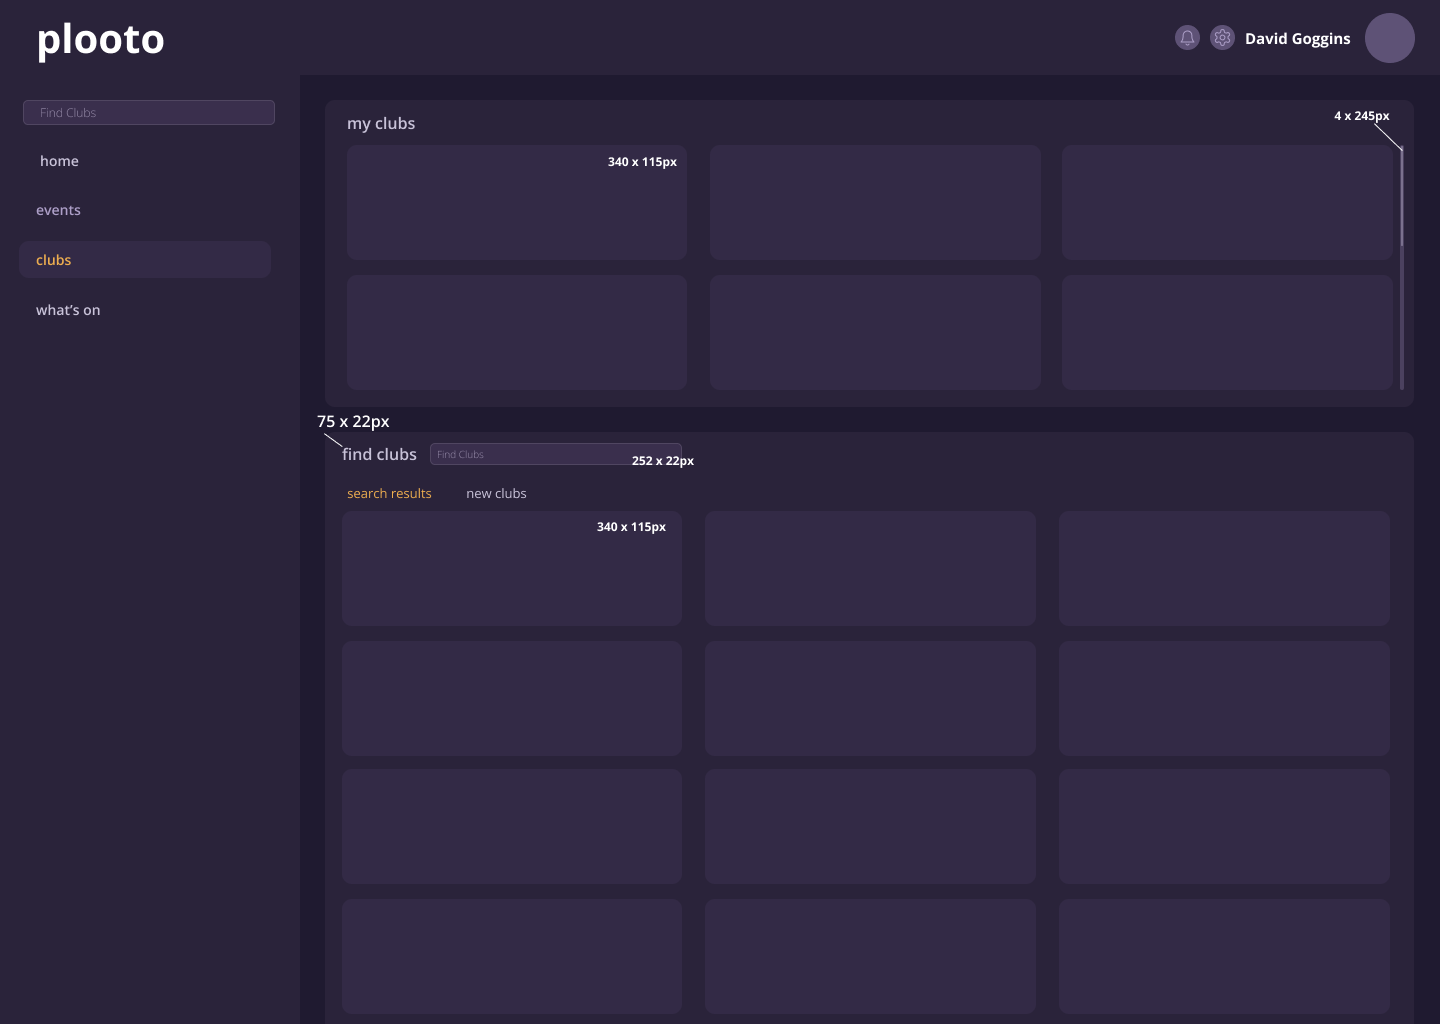 plooto
David Goggins
Find Clubs
home
events
clubs
what's on
my clubs
4 x 245px
340 x 115px
75 x 22px
find clubs
Find Clubs
252 x 22px
search results
new clubs
340 x 115px